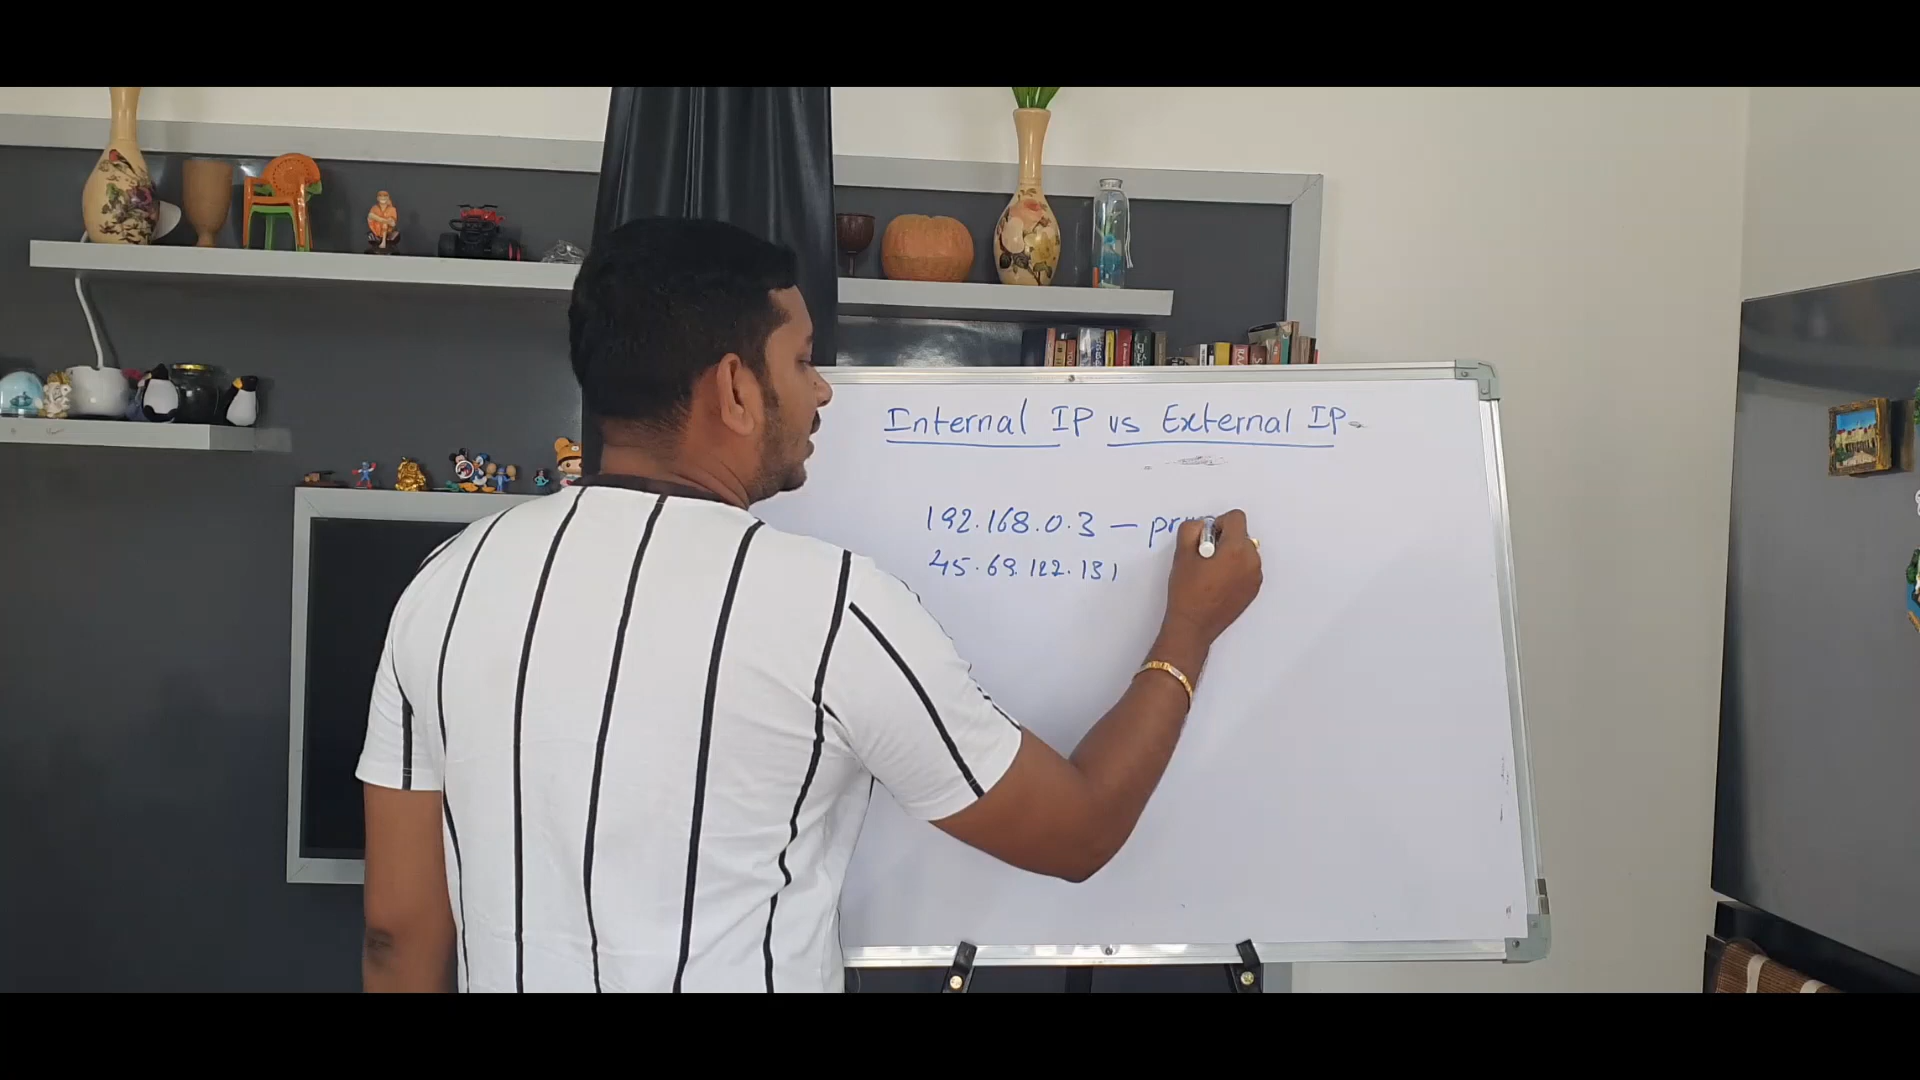 Internal IP vs External IP
192.168.0.3 — pri
45.69.122.131